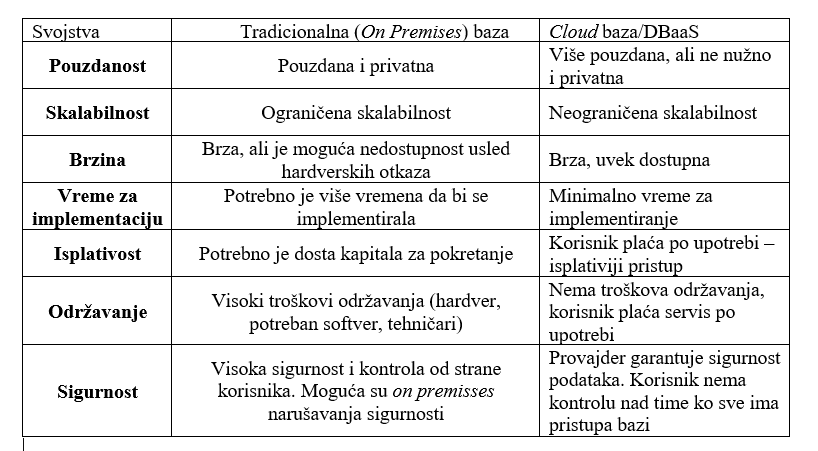 Svojstva Tradicionalna (On Premises) baza Cloud baza/DBaaS
Pouzdanost Pouzdana i privatna Više pouzdana, ali ne nužno
i privatna
Skalabilnost Ograničena skalabilnost Neograničena skalabilnost
Brzina Brza, ali je moguća nedostupnost usled
hardverskih otkaza Brza, uvek dostupna
Vreme za
implementaciju Potrebno je više vremena da bi se
implementirala Minimalno vreme za
implementiranje
Isplativost Potrebno je dosta kapitala za pokretanje Korisnik plaća po upotrebi –
isplativiji pristup
Održavanje Visoki troškovi održavanja (hardver,
potreban softver, tehničari) Nema troškova održavanja,
korisnik plaća servis po
upotrebi
Sigurnost Visoka sigurnost i kontrola od strane
korisnika. Moguća su on premisses
narušavanja sigurnosti Provajder garantuje sigurnost
podataka. Korisnik nema
kontrolu nad time ko sve ima
pristupa bazi